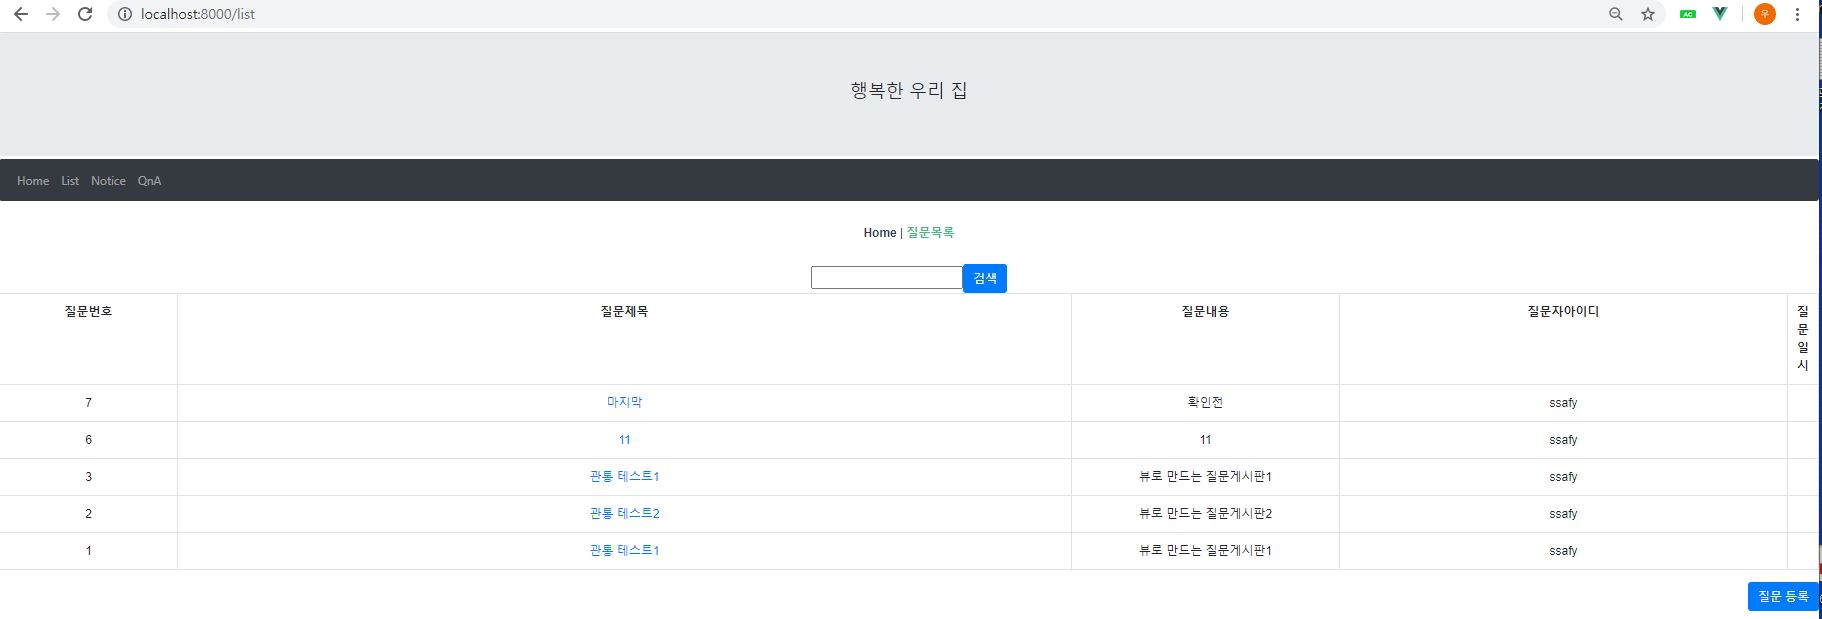 localhost:8000/list
AC
우
행복한 우리 집
Home List Notice QnA
Home | 질문목록
검색
질문번호 질문제목 질문내용 질문자아이디 질문일시
7 마지막 확인전 ssafy
6 11 11 ssafy
3 관통 테스트1 뷰로 만드는 질문게시판1 ssafy
2 관통 테스트2 뷰로 만드는 질문게시판2 ssafy
1 관통 테스트1 뷰로 만드는 질문게시판1 ssafy
질문 등록